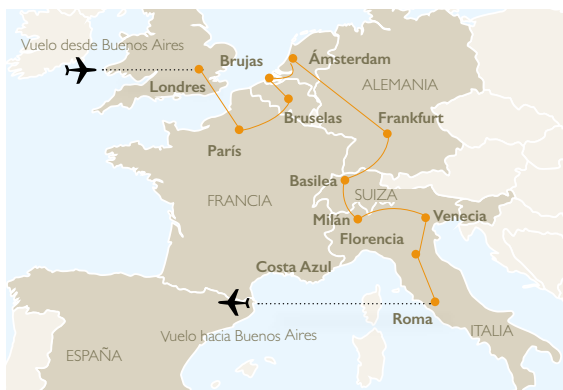 Vuelo desde Buenos Aires
Brujas
Ámsterdam
Londres
ALEMANIA
Bruselas
Frankfurt
París
Basilea
SUIZA
FRANCIA
Milán
Venecia
Florencia
Costa Azul
Roma
ITALIA
Vuelo hacia Buenos Aires
ESPAÑA